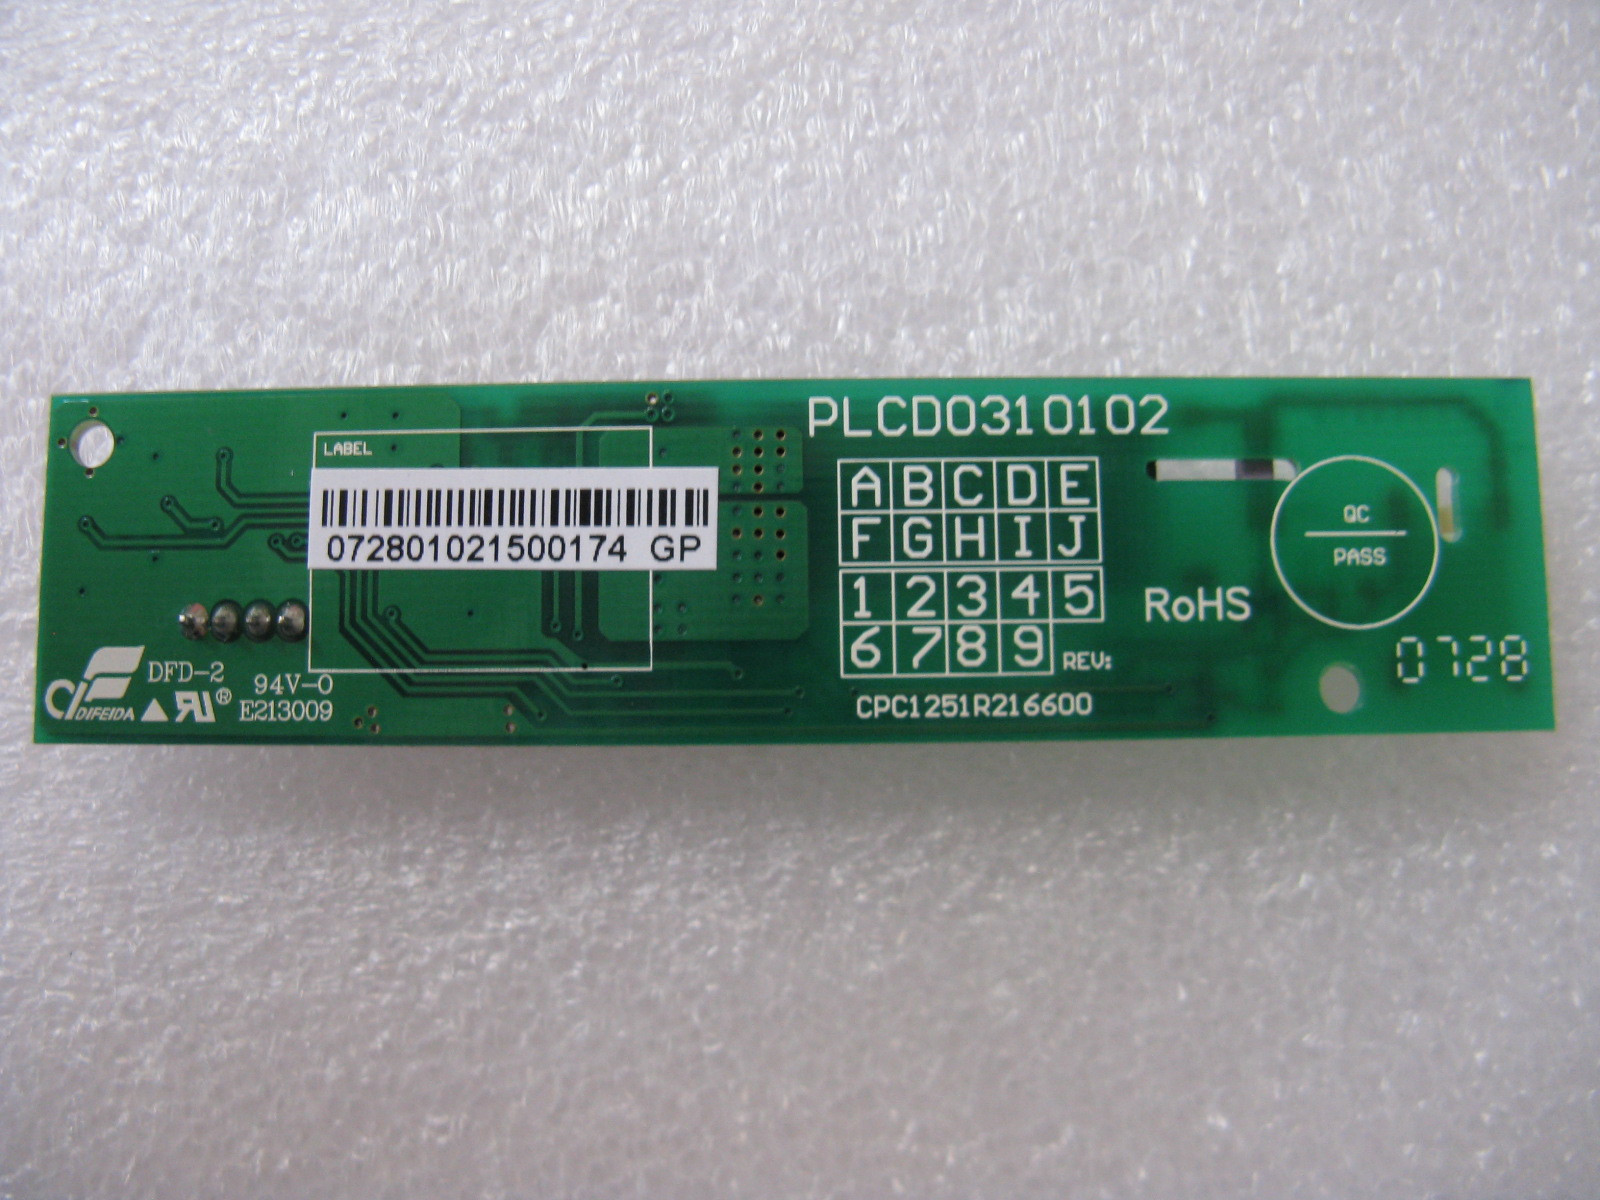 PLCD0310102
LABEL
072801021500174 GP
A B C D E
F G H I J
1 2 3 4 5
6 7 8 9 REV:
QC
PASS
RoHS
0728
CPC1251R216600
DIFEIDA
DFD-2
94V-0
RU®
E213009